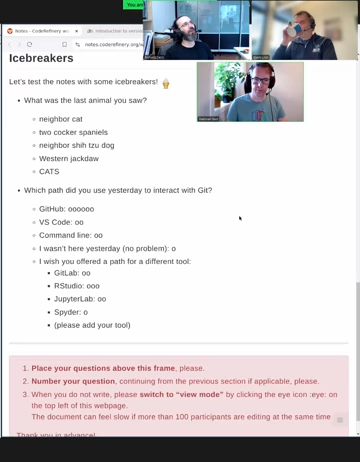 Notes - CodeRefinery org
Introduction to version
notes.coderefinery.org/
Icebreakers
Let's test the notes with some icebreakers! 🍦
• What was the last animal you saw?
◦ neighbor cat
◦ two cocker spaniels
◦ neighbor shih tzu dog
◦ Western jackdaw
◦ CATS
• Which path did you use yesterday to interact with Git?
◦ GitHub: oooooo
◦ VS Code: oo
◦ Command line: oo
◦ I wasn't here yesterday (no problem): o
◦ I wish you offered a path for a different tool:
▪ GitLab: oo
▪ RStudio: ooo
▪ JupyterLab: oo
▪ Spyder: o
▪ (please add your tool)
1. Place your questions above this frame, please.
2. Number your question, continuing from the previous section if applicable, please.
3. When you do not write, please switch to "view mode" by clicking the eye icon :eye: on
the top left of this webpage.
The document can feel slow if more than 100 participants are editing at the same time
Thank you in advance!